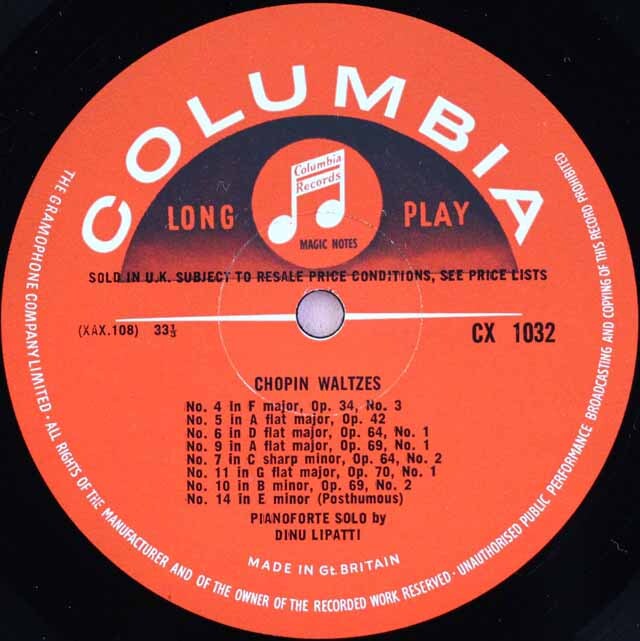 COLUMBIA
Columbia
Records
LONG PLAY
MAGIC NOTES
SOLD IN U.K. SUBJECT TO RESALE PRICE CONDITIONS, SEE PRICE LISTS
(XAX.108) 33⅓
CX 1032
CHOPIN WALTZES
No. 4 in F major, Op. 34, No. 3
No. 5 in A flat major, Op. 42
No. 6 in D flat major, Op. 64, No. 1
No. 9 in A flat major, Op. 69, No. 1
No. 7 in C sharp minor, Op. 64, No. 2
No. 11 in G flat major, Op. 70, No. 1
No. 10 in B minor, Op. 69, No. 2
No. 14 in E minor (Posthumous)
PIANOFORTE SOLO by
DINU LIPATTI
MADE IN Gt. BRITAIN
THE GRAMOPHONE COMPANY LIMITED · ALL RIGHTS OF THE MANUFACTURER AND OF THE OWNER OF THE RECORDED WORK RESERVED · UNAUTHORISED PUBLIC PERFORMANCE BROADCASTING AND COPYING OF THIS RECORD PROHIBITED